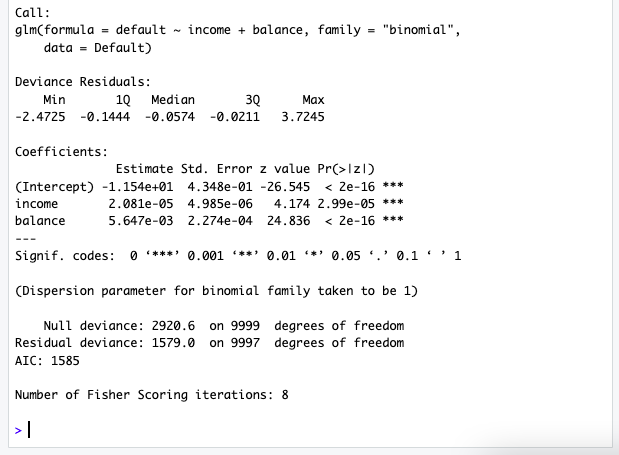 Call:
glm(formula = default ~ income + balance, family = "binomial",
    data = Default)
Deviance Residuals:
    Min       1Q   Median       3Q      Max
-2.4725  -0.1444  -0.0574  -0.0211   3.7245
Coefficients:
              Estimate Std. Error z value Pr(>|z|)
(Intercept) -1.154e+01  4.348e-01 -26.545  < 2e-16 ***
income       2.081e-05  4.985e-06   4.174 2.99e-05 ***
balance      5.647e-03  2.274e-04  24.836  < 2e-16 ***
---
Signif. codes:  0 ‘***’ 0.001 ‘**’ 0.01 ‘*’ 0.05 ‘.’ 0.1 ‘ ’ 1
(Dispersion parameter for binomial family taken to be 1)
    Null deviance: 2920.6  on 9999  degrees of freedom
Residual deviance: 1579.0  on 9997  degrees of freedom
AIC: 1585
Number of Fisher Scoring iterations: 8
>